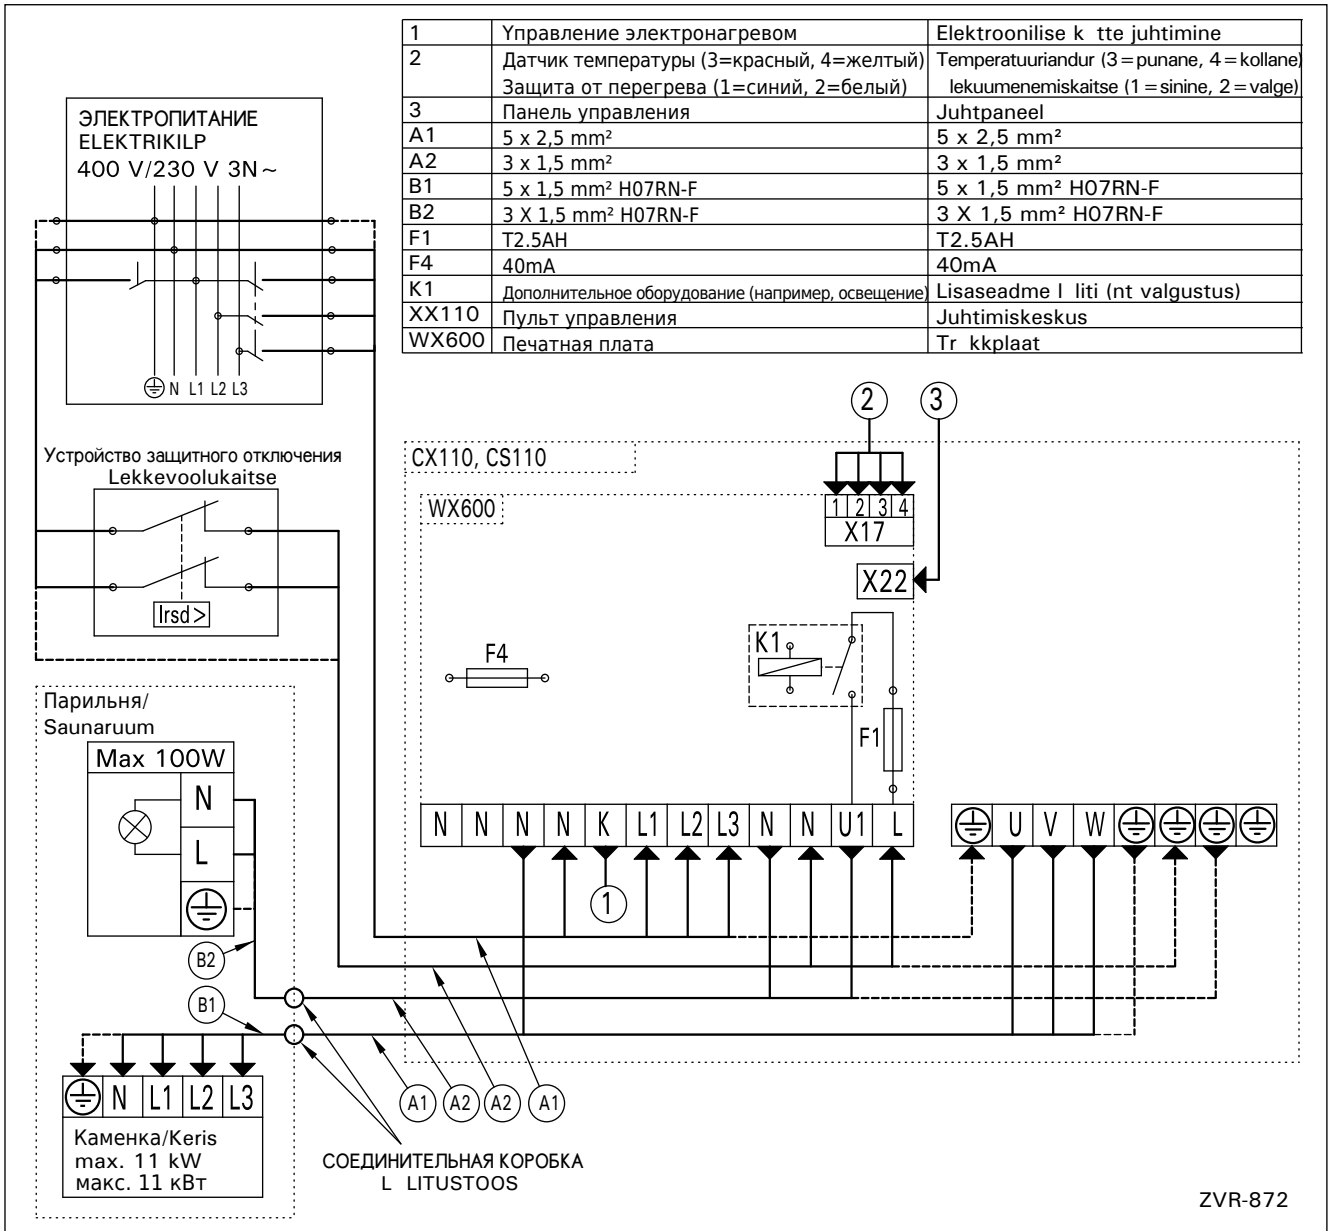 1 Управление электронагревом Elektroonilise k tte juhtimine
2 Датчик температуры (3=красный, 4=желтый) Temperatuuriandur (3=punane, 4=kollane)
Защита от перегрева (1=синий, 2=белый) lekuumenemiskaitse (1=sinine, 2=valge)
3 Панель управления Juhtpaneel
A1 5 x 2,5 mm² 5 x 2,5 mm²
A2 3 x 1,5 mm² 3 x 1,5 mm²
B1 5 x 1,5 mm² H07RN-F 5 x 1,5 mm² H07RN-F
B2 3 X 1,5 mm² H07RN-F 3 X 1,5 mm² H07RN-F
F1 T2.5AH T2.5AH
F4 40mA 40mA
K1 Дополнительное оборудование (например, освещение) Lisaseadme l liti (nt valgustus)
XX110 Пульт управления Juhtimiskeskus
WX600 Печатная плата Tr kkplaat
ЭЛЕКТРОПИТАНИЕ
ELEKTRIKILP
400 V/230 V 3N~
N L1 L2 L3
Устройство защитного отключения
Lekkevoolukaitse
Irsd>
2 3
CX110, CS110
WX600
1 2 3 4
X17
X22
K1
F4
F1
N N N N K L1 L2 L3 N N U1 L
U V W
1
Парильня/
Saunaruum
Max 100W
N
L
B2
B1
N L1 L2 L3
Каменка/Keris
max. 11 kW
макс. 11 кВт
A1 A2 A2 A1
СОЕДИНИТЕЛЬНАЯ КОРОБКА
L LITUSTOOS
ZVR-872